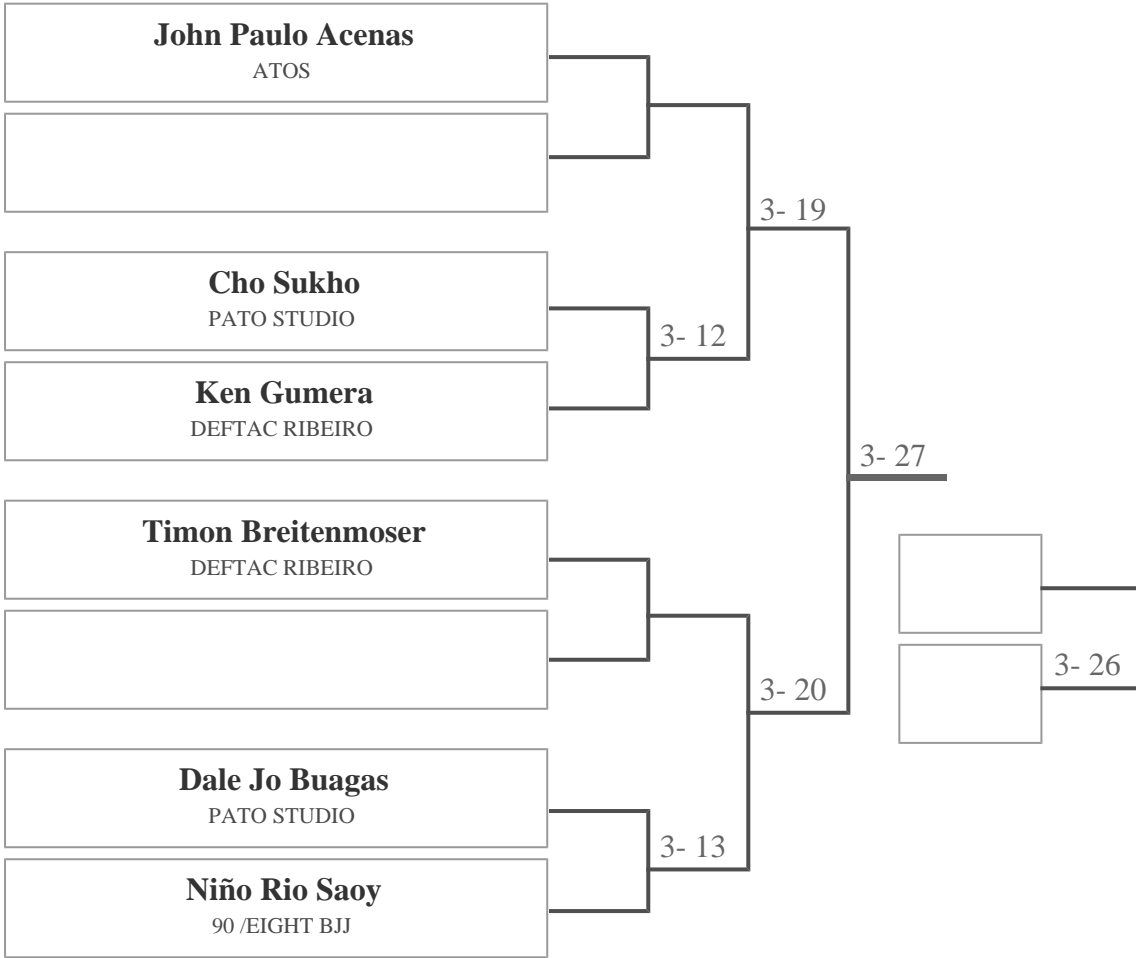 John Paulo Acenas
ATOS
3- 19
Cho Sukho
PATO STUDIO
3- 12
Ken Gumera
DEFTAC RIBEIRO
3- 27
Timon Breitenmoser
DEFTAC RIBEIRO
3- 26
3- 20
Dale Jo Buagas
PATO STUDIO
3- 13
Niño Rio Saoy
90 /EIGHT BJJ